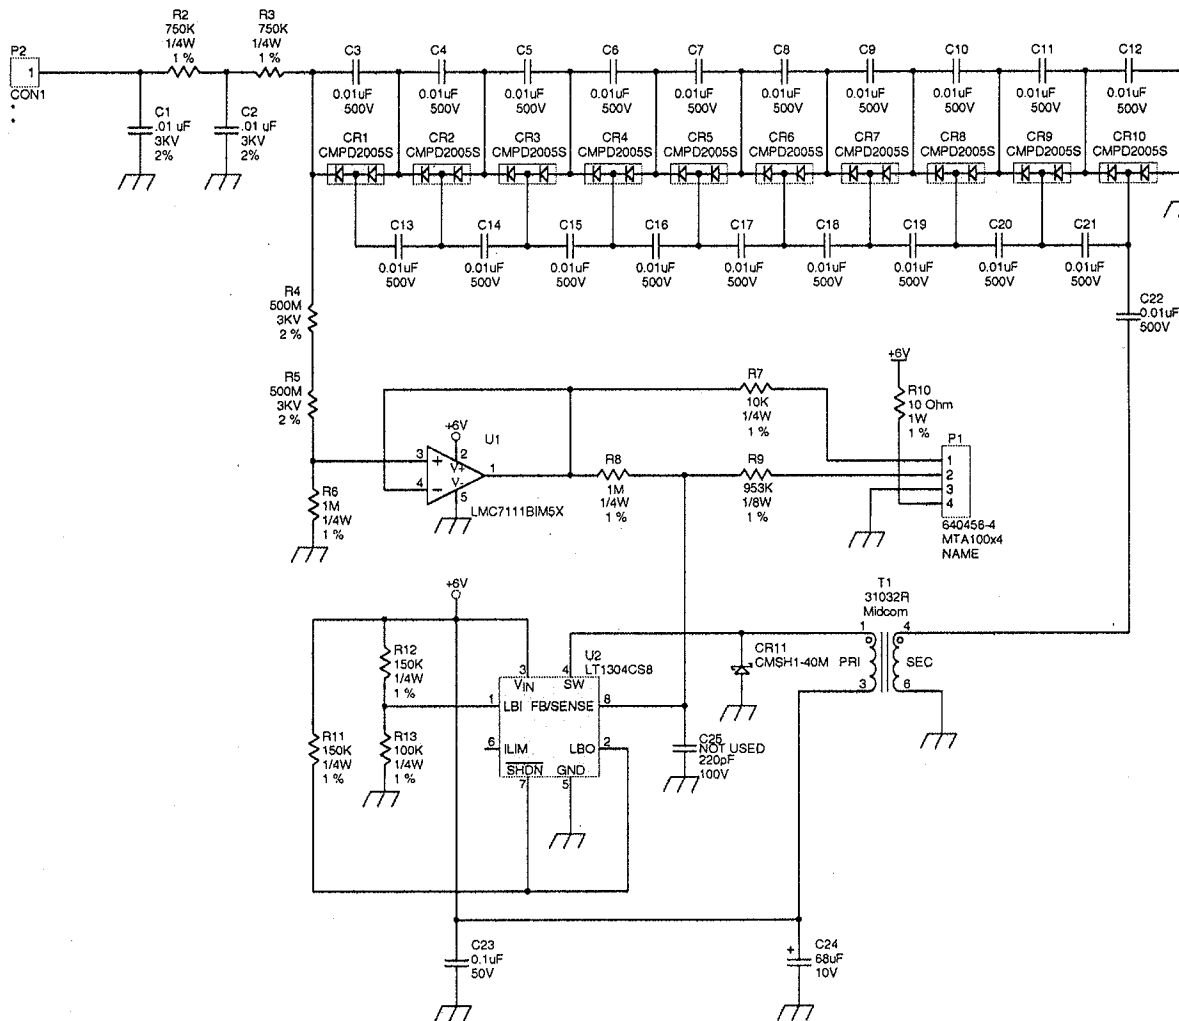 P2
1
CON1
R2
750K
1/4W
1 %
R3
750K
1/4W
1 %
C1
.01 uF
3KV
2%
C2
.01 uF
3KV
2%
C3
0.01uF
500V
C4
0.01uF
500V
C5
0.01uF
500V
C6
0.01uF
500V
C7
0.01uF
500V
C8
0.01uF
500V
C9
0.01uF
500V
C10
0.01uF
500V
C11
0.01uF
500V
C12
0.01uF
500V
CR1
CMPD2005S
CR2
CMPD2005S
CR3
CMPD2005S
CR4
CMPD2005S
CR5
CMPD2005S
CR6
CMPD2005S
CR7
CMPD2005S
CR8
CMPD2005S
CR9
CMPD2005S
CR10
CMPD2005S
C13
0.01uF
500V
C14
0.01uF
500V
C15
0.01uF
500V
C16
0.01uF
500V
C17
0.01uF
500V
C18
0.01uF
500V
C19
0.01uF
500V
C20
0.01uF
500V
C21
0.01uF
500V
C22
0.01uF
500V
R4
500M
3KV
2 %
R5
500M
3KV
2 %
R6
1M
1/4W
1 %
+6V
U1
3
+
4
−
2
V+
V-
5
1
LMC7111BIM5X
R7
10K
1/4W
1 %
R8
1M
1/4W
1 %
R9
953K
1/8W
1 %
+6V
R10
10 Ohm
1W
1 %
P1
1
2
3
4
640456-4
MTA100x4
NAME
T1
31032R
Midcom
1
4
PRI
SEC
3
6
CR11
CMSH1-40M
+6V
R12
150K
1/4W
1 %
R13
100K
1/4W
1 %
R11
150K
1/4W
1 %
U2
LT1304CS8
3
4
VIN
SW
1
LBI
FB/SENSE
8
6
ILIM
LBO
2
SHDN
GND
7
5
C25
NOT USED
220pF
100V
C23
0.1uF
50V
+
C24
68uF
10V